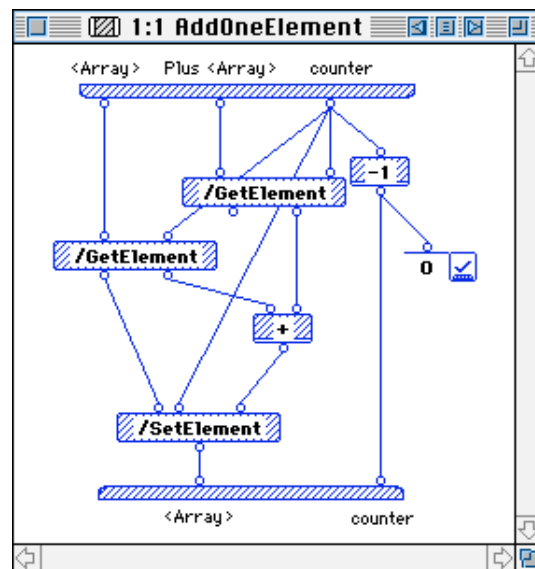 1:1 AddOneElement
<Array> Plus <Array> counter
-1
/GetElement
/GetElement
0
+
/SetElement
<Array> counter